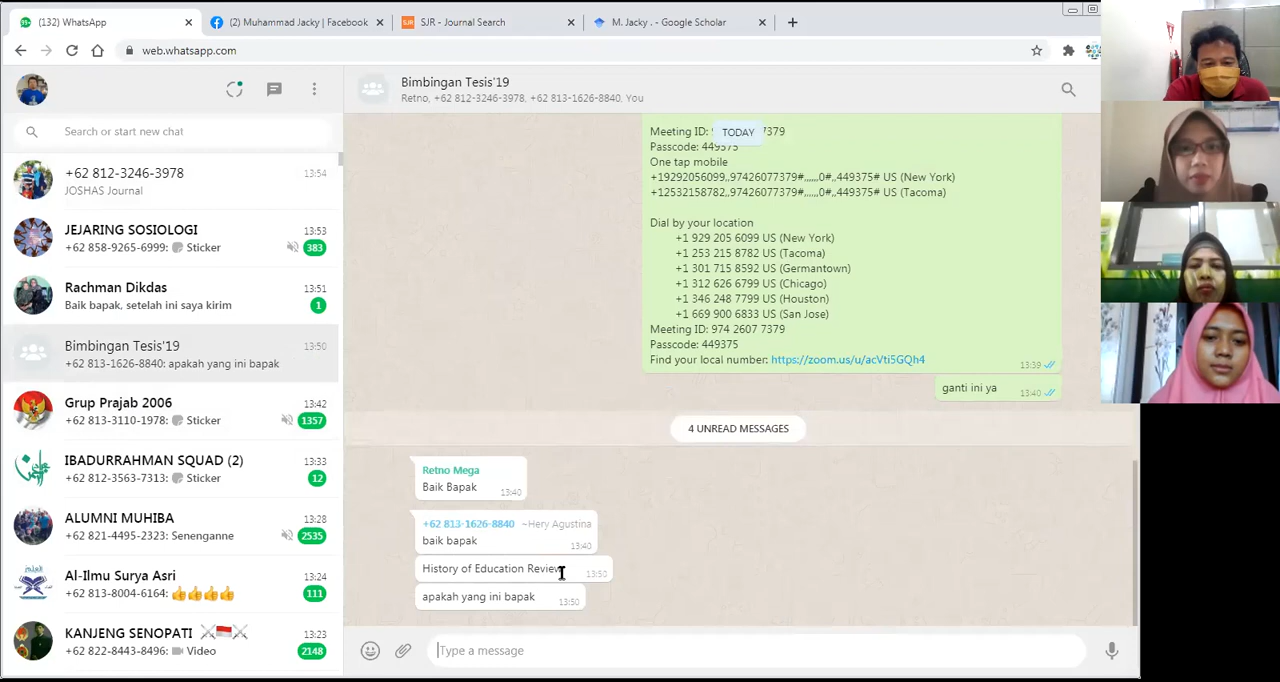 (132) WhatsApp
(2) Muhammad Jacky | Facebook
SJR - Journal Search
M. Jacky . - Google Scholar
web.whatsapp.com
Bimbingan Tesis'19
Retno, +62 812-3246-3978, +62 813-1626-8840, You
Search or start new chat
+62 812-3246-3978
13:54
JOSHAS Journal
JEJARING SOSIOLOGI
13:53
+62 858-9265-6999: Sticker
383
Rachman Dikdas
13:51
Baik bapak, setelah ini saya kirim
1
Bimbingan Tesis'19
13:50
+62 813-1626-8840: apakah yang ini bapak
Grup Prajab 2006
13:42
+62 813-3110-1978: Sticker
1357
IBADURRAHMAN SQUAD (2)
13:33
+62 812-3563-7313: Sticker
12
ALUMNI MUHIBA
13:28
+62 821-4495-2323: Senenganne
2535
Al-Ilmu Surya Asri
13:24
+62 813-8004-6164: 👍👍👍👍
111
KANJENG SENOPATI ⚔️🇮🇩⚔️
13:23
+62 822-8443-8496: Video
2148
TODAY
Meeting ID: 7379
Passcode: 449375
One tap mobile
+19292056099,,97426077379#,,,,,,0#,,449375# US (New York)
+12532158782,,97426077379#,,,,,,0#,,449375# US (Tacoma)
Dial by your location
+1 929 205 6099 US (New York)
+1 253 215 8782 US (Tacoma)
+1 301 715 8592 US (Germantown)
+1 312 626 6799 US (Chicago)
+1 346 248 7799 US (Houston)
+1 669 900 6833 US (San Jose)
Meeting ID: 974 2607 7379
Passcode: 449375
Find your local number: https://zoom.us/u/acVti5GQh4
13:39
ganti ini ya
13:40
4 UNREAD MESSAGES
Retno Mega
Baik Bapak
13:40
+62 813-1626-8840 ~Hery Agustina
baik bapak
13:40
History of Education Review
13:50
apakah yang ini bapak
13:50
Type a message